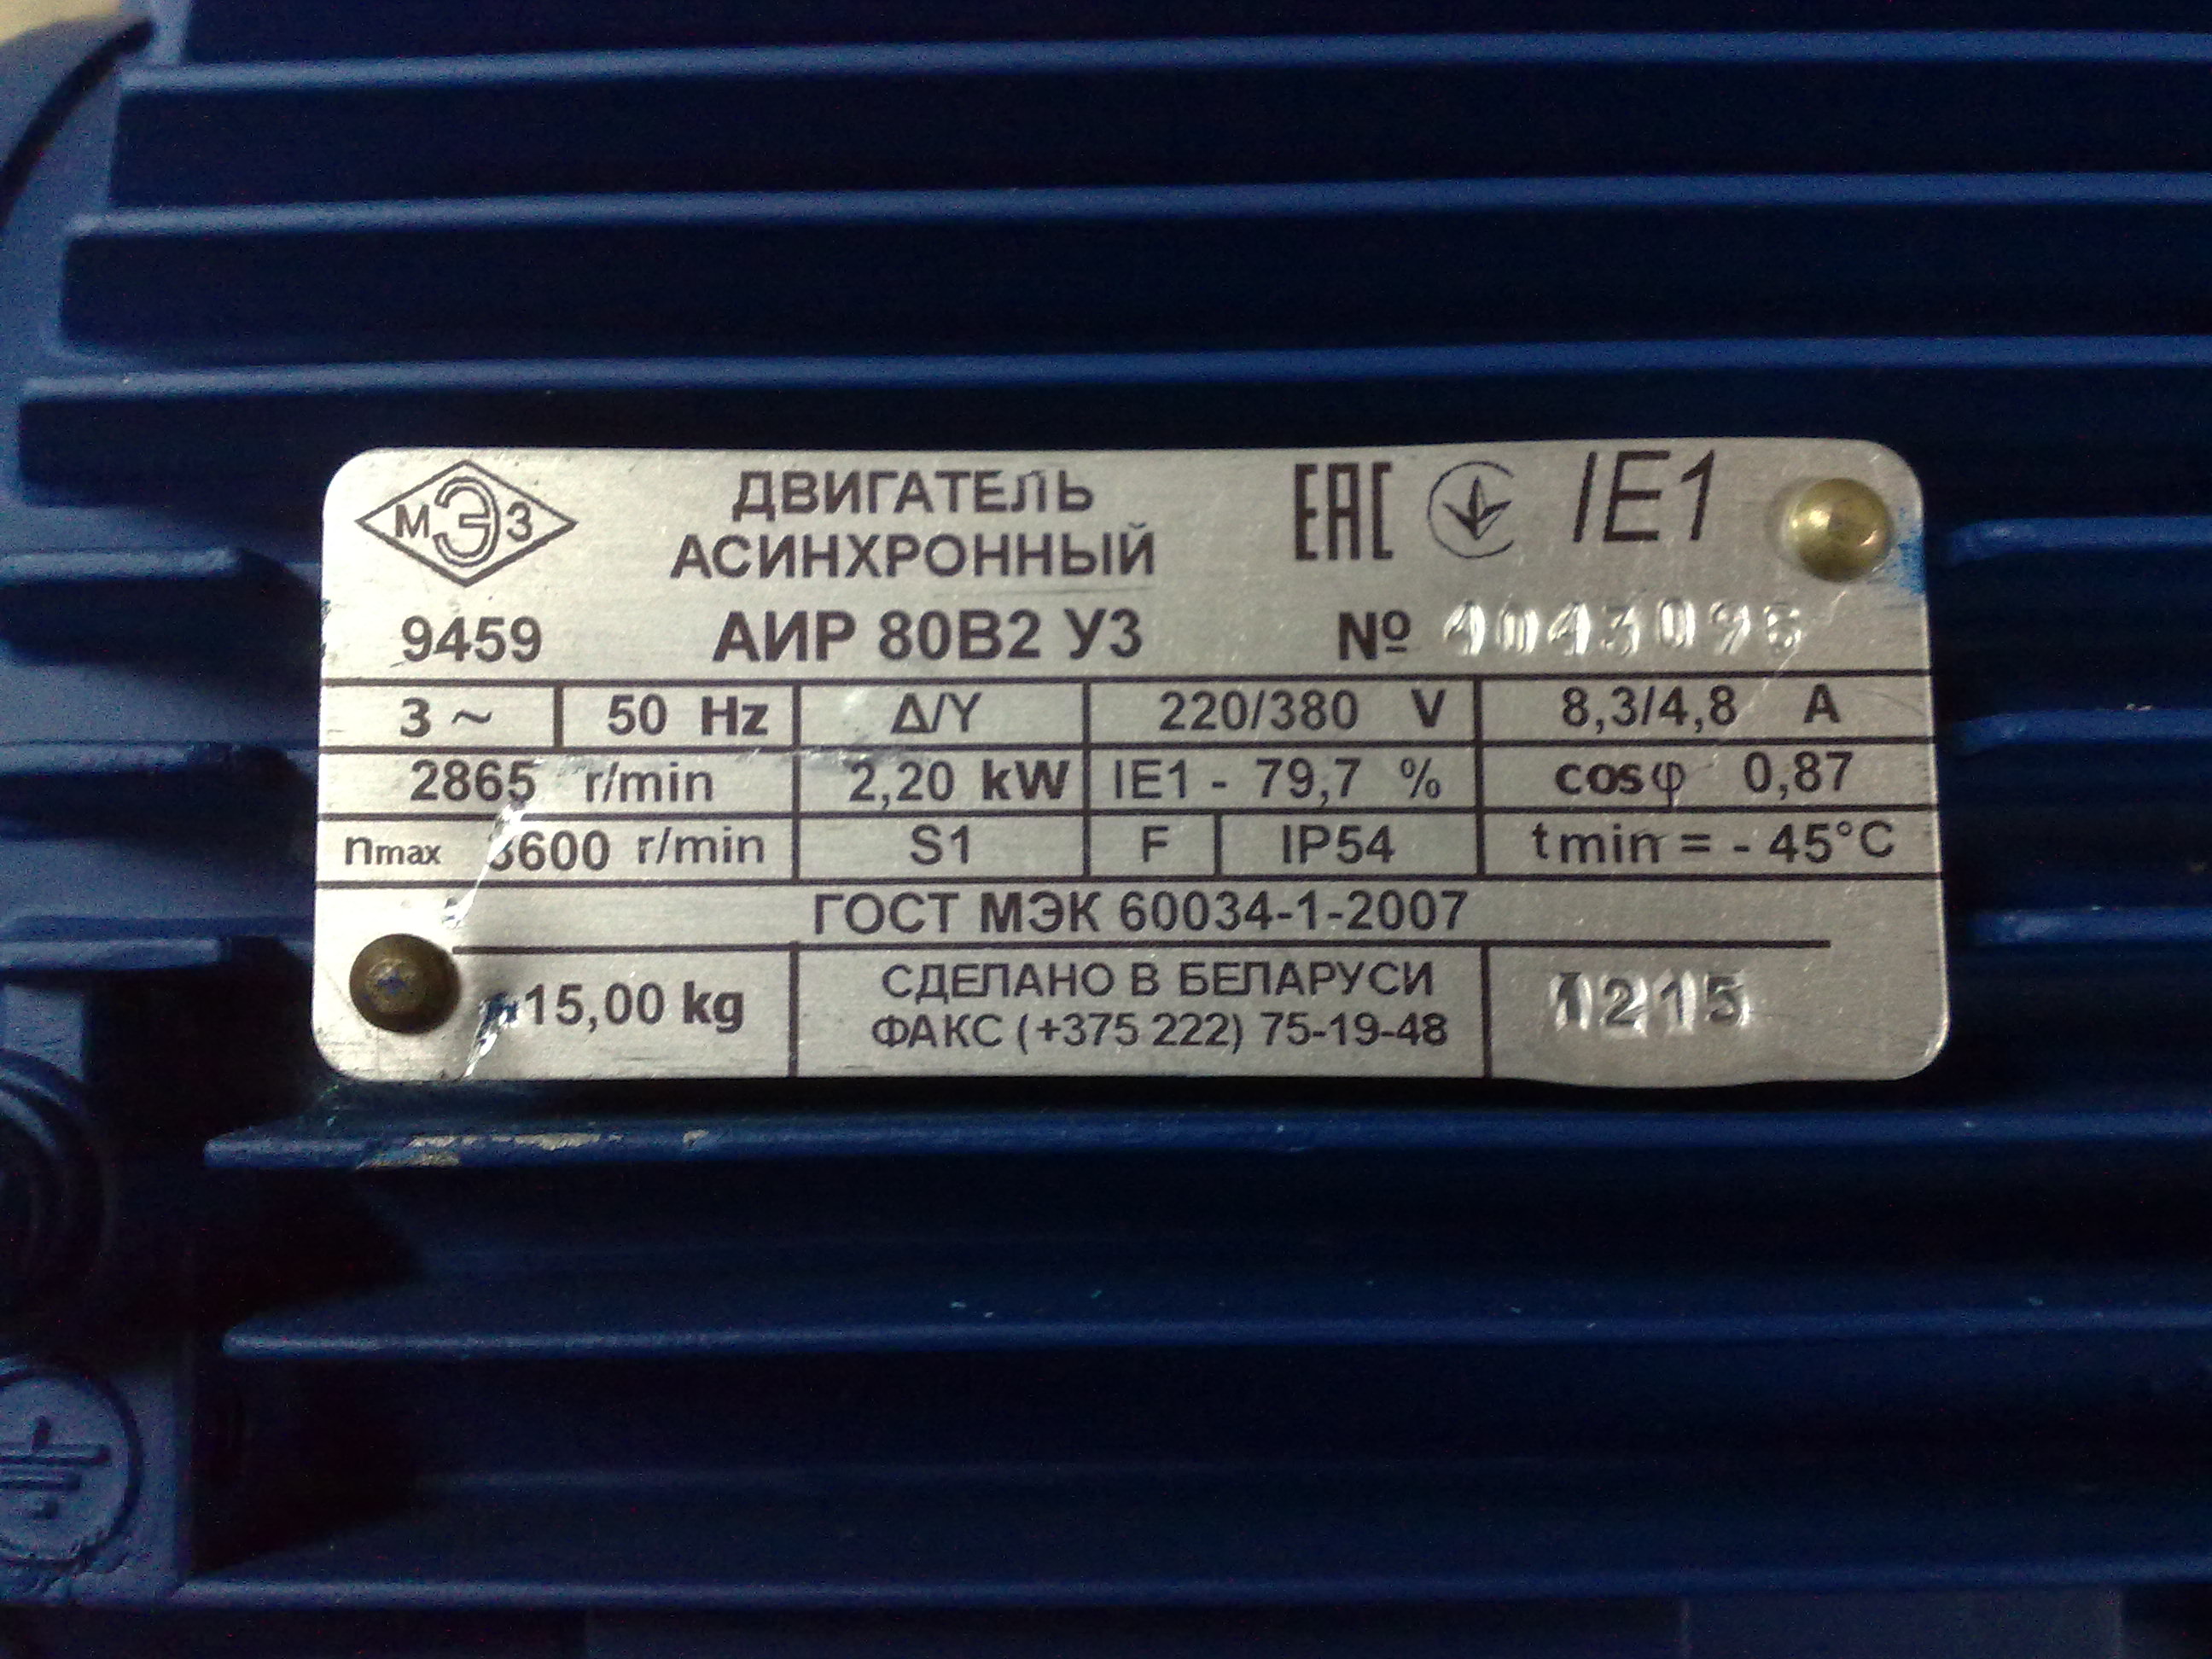 МЭЗ
ДВИГАТЕЛЬ
АСИНХРОННЫЙ
EAC IE1
9459 АИР 80В2 У3 № 4043095
3 ~ 50 Hz Δ/Y 220/380 V 8,3/4,8 A
2865 r/min 2,20 kW IE1 - 79,7 % cosφ 0,87
nmax 3600 r/min S1 F IP54 tmin = - 45°C
ГОСТ МЭК 60034-1-2007
15,00 kg
СДЕЛАНО В БЕЛАРУСИ
ФАКС (+375 222) 75-19-48
1215